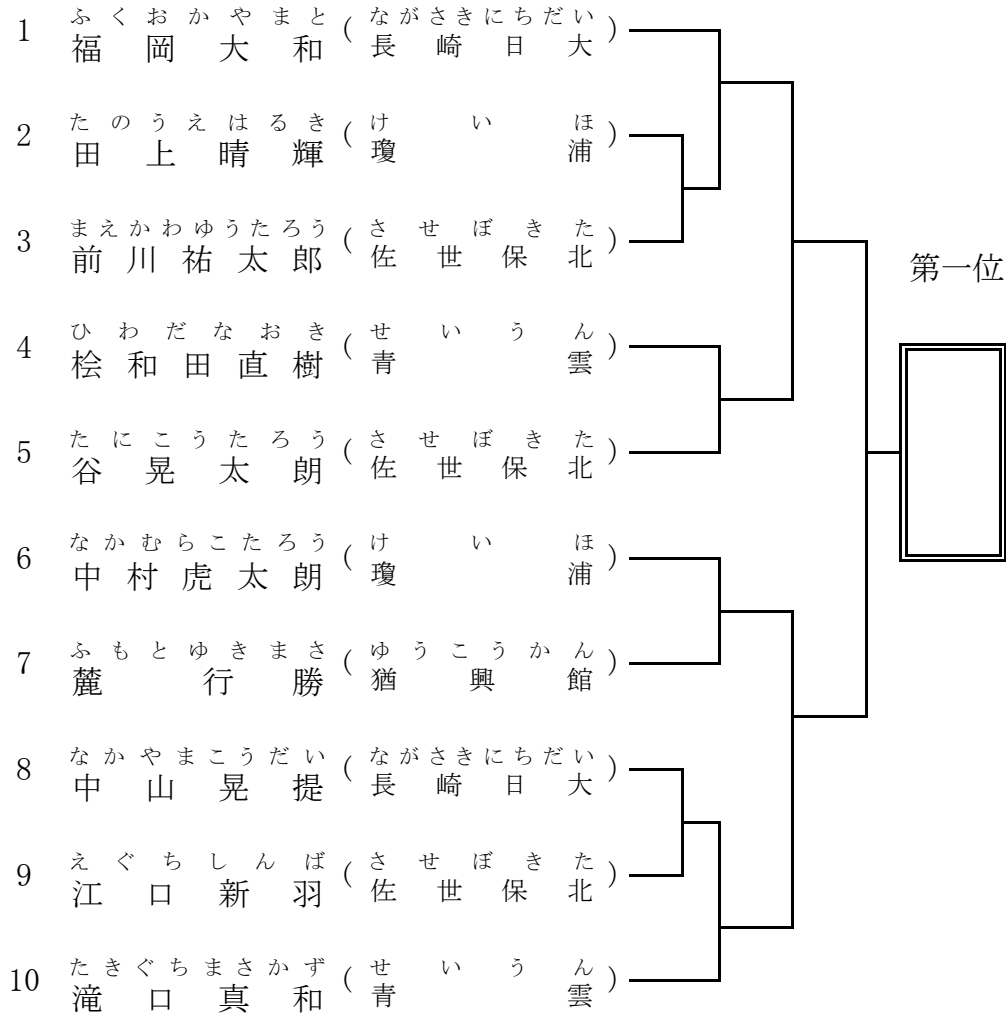 ふくおかやまと ながさきにちだい
1 福岡大和 ( 長崎日大 )
たのうえはるき けいほ
2 田上晴輝 ( 瓊浦 )
まえかわゆうたろう させぼきた
3 前川祐太郎 ( 佐世保北 )
第一位
ひわだなおき せいうん
4 桧和田直樹 ( 青雲 )
たにこうたろう させぼきた
5 谷晃太朗 ( 佐世保北 )
なかむらこたろう けいほ
6 中村虎太朗 ( 瓊浦 )
ふもとゆきまさ ゆうこうかん
7 麓行勝 ( 猶興館 )
なかやまこうだい ながさきにちだい
8 中山晃提 ( 長崎日大 )
えぐちしんば させぼきた
9 江口新羽 ( 佐世保北 )
たきぐちまさかず せいうん
10 滝口真和 ( 青雲 )